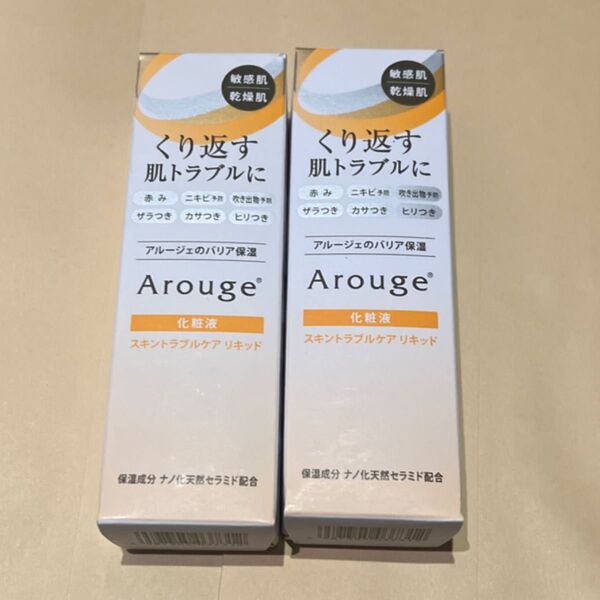 敏感肌
乾燥肌
くり返す
肌トラブルに
赤み ニキビ予防 吹き出物予防
ザラつき カサつき ヒリつき
アルージェのバリア保湿
Arouge®
化粧液
スキントラブルケア リキッド
保湿成分 ナノ化天然セラミド配合
敏感肌
乾燥肌
くり返す
肌トラブルに
赤み ニキビ予防 吹き出物予防
ザラつき カサつき ヒリつき
アルージェのバリア保湿
Arouge®
化粧液
スキントラブルケア リキッド
保湿成分 ナノ化天然セラミド配合